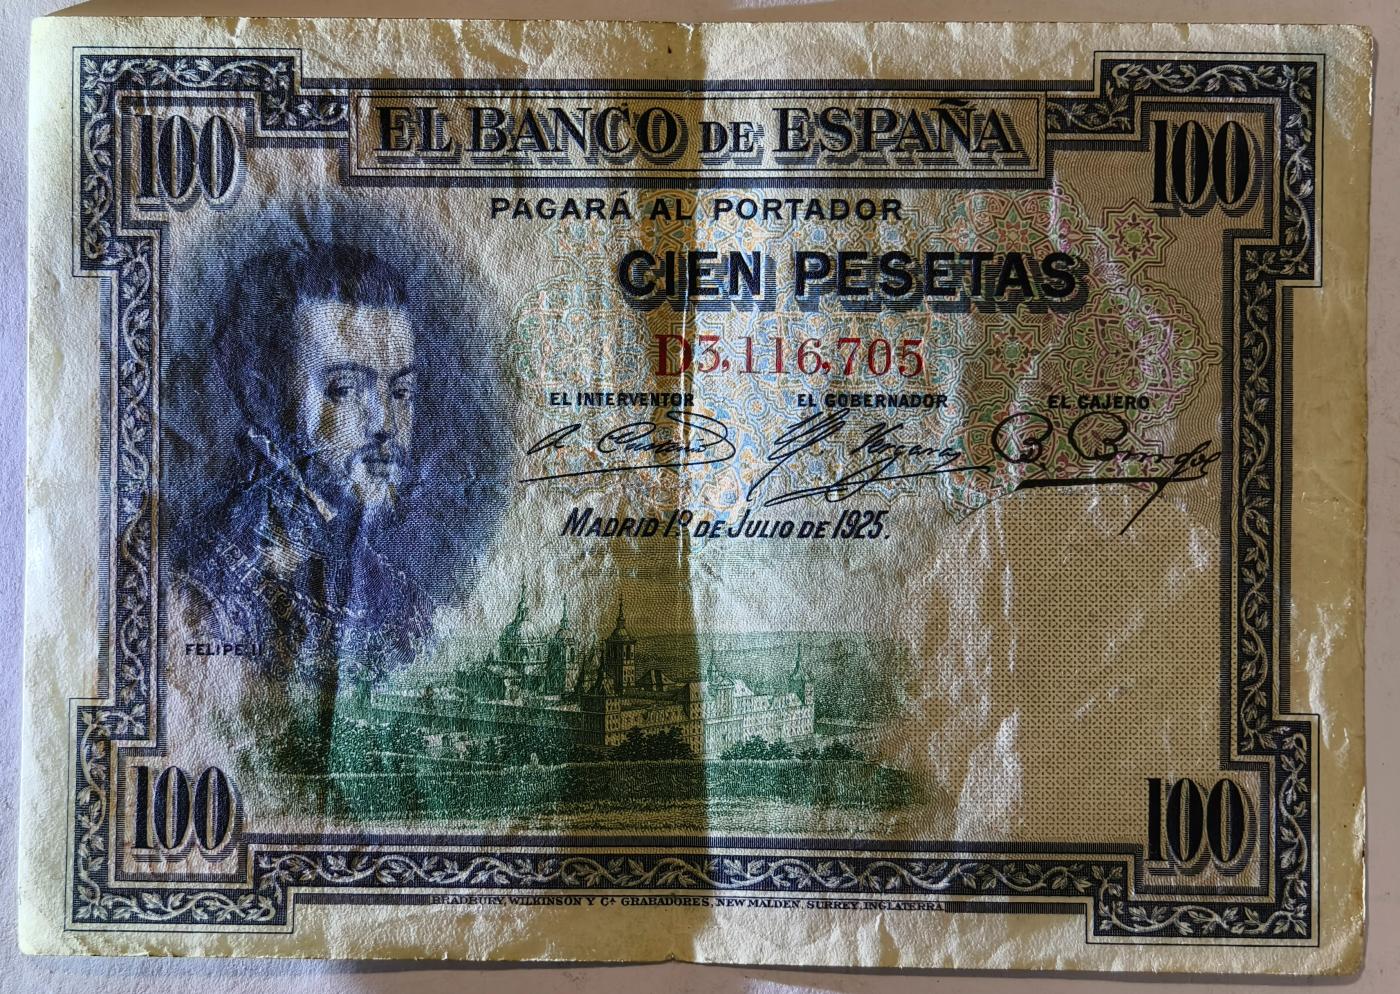 100 EL BANCO DE ESPAÑA 100
PAGARÁ AL PORTADOR
CIEN PESETAS
D3,116,705
EL INTERVENTOR EL GOBERNADOR EL CAJERO
MADRID 1º DE JULIO DE 1925.
FELIPE II
100 100
BRADBURY, WILKINSON Y Cª GRABADORES, NEW MALDEN, SURREY, INGLATERRA